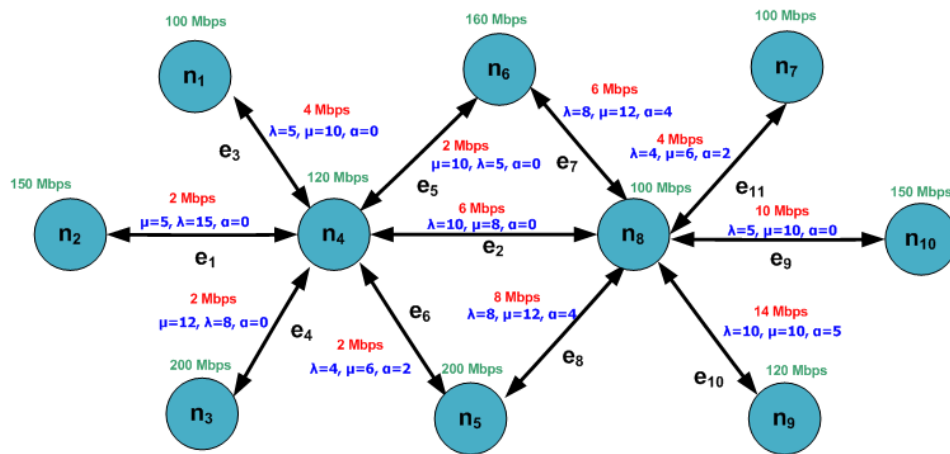 160 Mbps
100 Mbps
100 Mbps
n₁
n₆
n₇
4 Mbps
λ=5, μ=10, α=0
6 Mbps
λ=8, μ=12, α=4
e₃
2 Mbps
μ=10, λ=5, α=0
e₇
4 Mbps
λ=4, μ=6, α=2
e₅
e₁₁
150 Mbps
120 Mbps
100 Mbps
150 Mbps
n₂
2 Mbps
μ=5, λ=15, α=0
e₁
n₄
6 Mbps
λ=10, μ=8, α=0
e₂
n₈
10 Mbps
λ=5, μ=10, α=0
e₉
n₁₀
2 Mbps
μ=12, λ=8, α=0
e₄
e₆
2 Mbps
λ=4, μ=6, α=2
8 Mbps
λ=8, μ=12, α=4
e₈
14 Mbps
λ=10, μ=10, α=5
e₁₀
200 Mbps
n₃
200 Mbps
n₅
120 Mbps
n₉